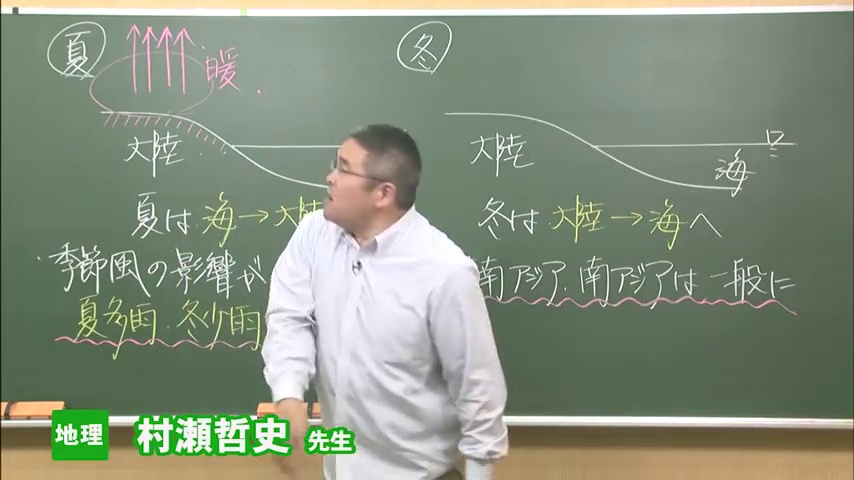 夏
暖
大陸
夏は 海→大陸
・季節風の影響が
夏多雨・冬少雨
冬
大陸
海
冬は 大陸→海へ
南アジア、南アジアは一般に
地理
村瀬哲史 先生